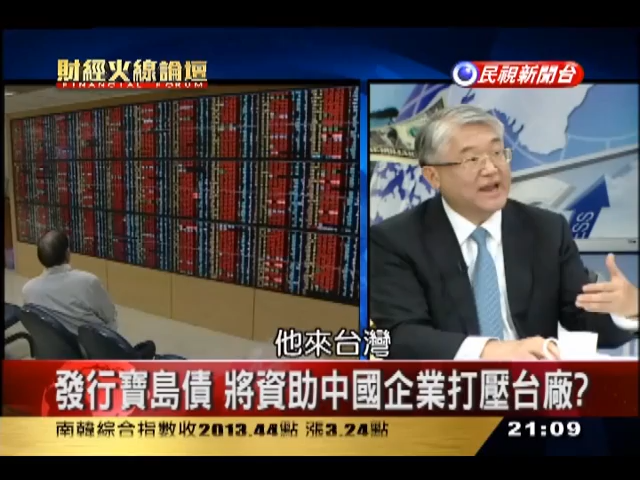 財經火線論壇
FINANCIAL FORUM
民視新聞台
DOLLAR
ESS
他來台灣
發行寶島債 將資助中國企業打壓台廠?
南韓綜合指數收2013.44點 漲3.24點
21:09